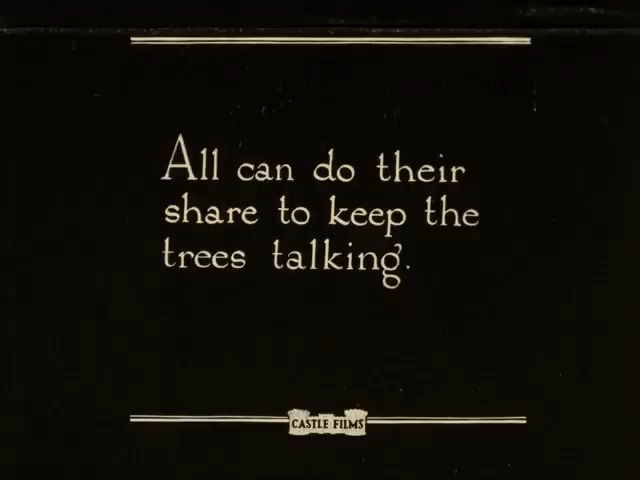 All can do their
share to keep the
trees talking.
CASTLE FILMS